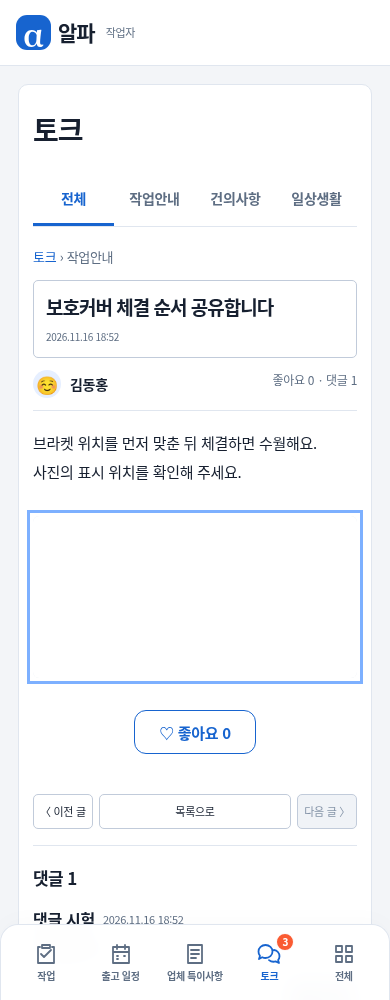 α 알파 작업자
토크
전체 작업안내 건의사항 일상생활
토크 › 작업안내
보호커버 체결 순서 공유합니다
2026.11.16 18:52
김동홍 좋아요 0 · 댓글 1
브라켓 위치를 먼저 맞춘 뒤 체결하면 수월해요.
사진의 표시 위치를 확인해 주세요.
♡ 좋아요 0
〈 이전 글 목록으로 다음 글 〉
댓글 1
댓글 시험 2026.11.16 18:52
3
작업 출고 일정 업체 특이사항 토크 전체